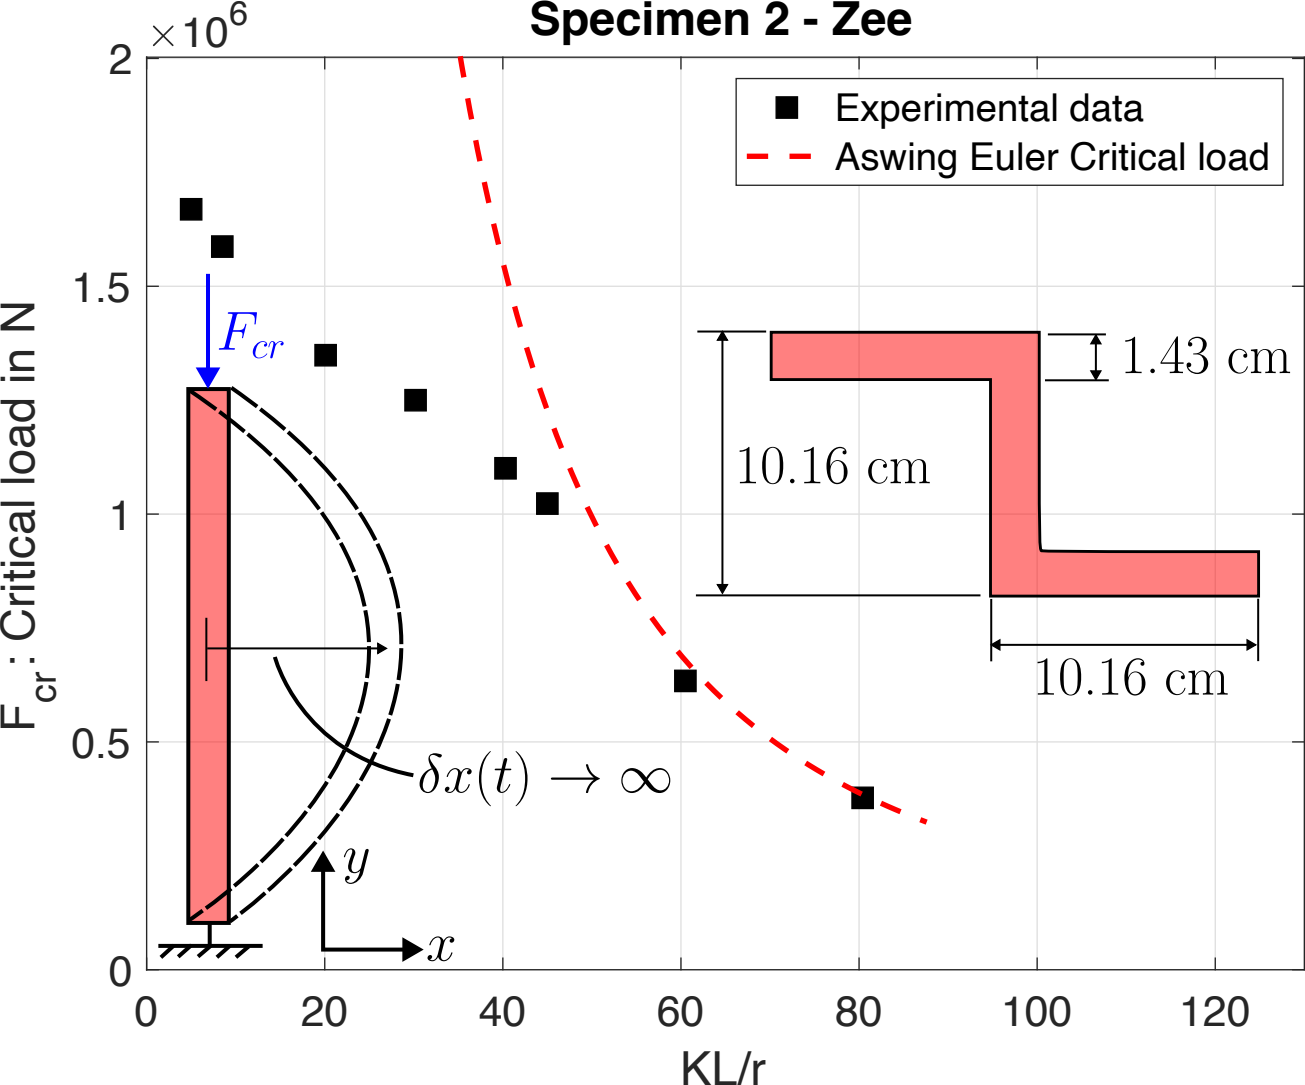 Specimen 2 - Zee
×10⁶
2
1.5
1
0.5
0
F_cr : Critical load in N
Experimental data
Aswing Euler Critical load
F_cr
1.43 cm
10.16 cm
10.16 cm
δx(t) → ∞
y
x
0 20 40 60 80 100 120
KL/r